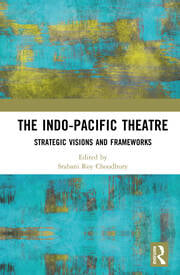 THE INDO-PACIFIC THEATRE
STRATEGIC VISIONS AND FRAMEWORKS
Edited by
Srabani Roy Choudhury
R